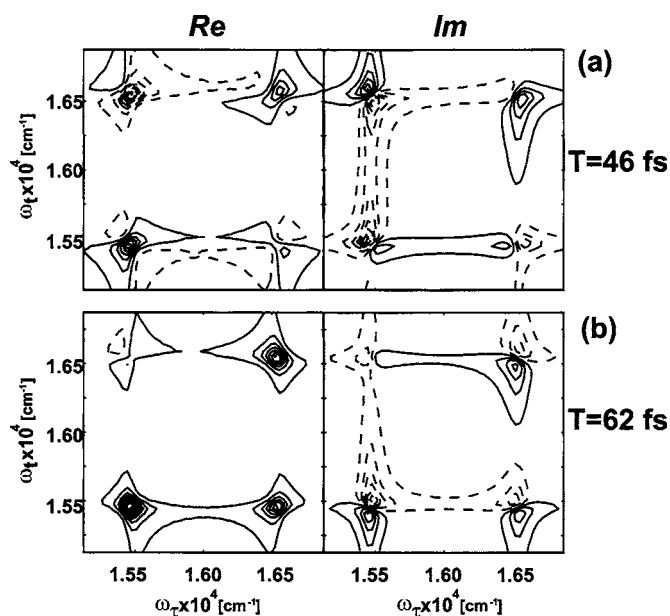 Re
Im
(a)
1.65
1.60
1.55
ωt x10⁴ [cm⁻¹]
T=46 fs
(b)
1.65
1.60
1.55
ωt x10⁴ [cm⁻¹]
T=62 fs
1.55 1.60 1.65
1.55 1.60 1.65
ωτ x10⁴ [cm⁻¹]
ωτ x10⁴ [cm⁻¹]